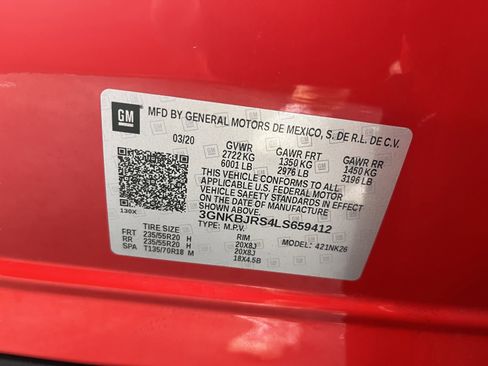 GM
MFD BY GENERAL MOTORS DE MEXICO, S. DE R.L. DE C.V.
03/20 GVWR GAWR FRT GAWR RR
2722 KG 1350 KG 1450 KG
6001 LB 2976 LB 3196 LB
THIS VEHICLE CONFORMS TO ALL
APPLICABLE U.S. FEDERAL MOTOR
VEHICLE SAFETY AND THEFT
PREVENTION STANDARDS IN EFFECT
ON THE DATE OF MANUFACTURE
SHOWN ABOVE.
3GNKBJRS4LS659412
130X
TYPE: M.P.V. MODEL: 421NK26
TIRE SIZE RIM
FRT 235/55R20 H 20X8J
RR 235/55R20 H 20X8J
SPA T135/70R18 M 18X4.5B